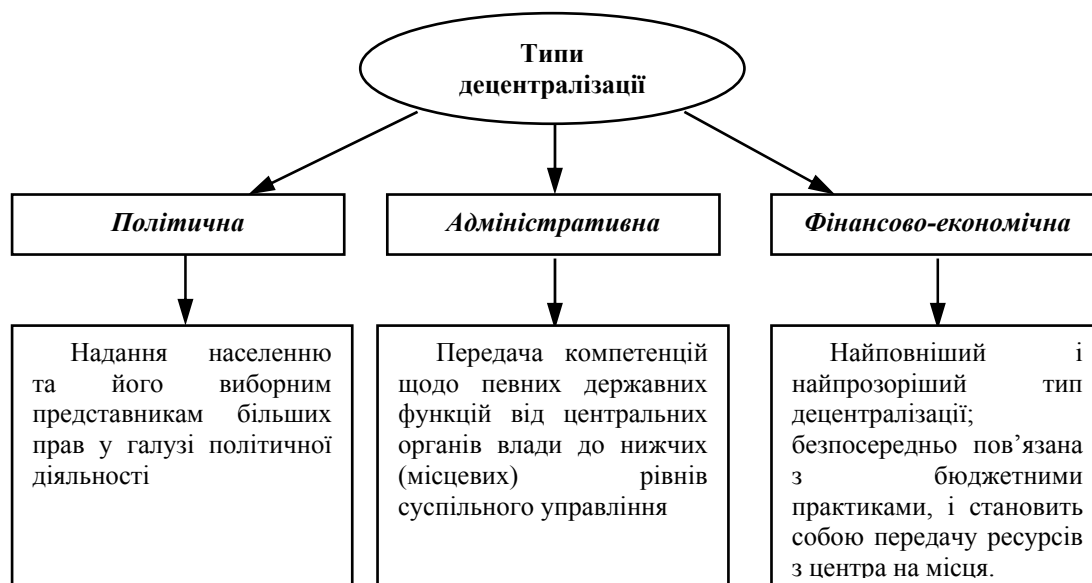 Типи
децентралізації
Політична
Адміністративна
Фінансово-економічна
Надання населенню
та його виборним
представникам більших
прав у галузі політичної
діяльності
Передача компетенцій
щодо певних державних
функцій від центральних
органів влади до нижчих
(місцевих) рівнів
суспільного управління
Найповніший і
найпрозоріший тип
децентралізації;
безпосередньо пов’язана
з бюджетними
практиками, і становить
собою передачу ресурсів
з центра на місця.